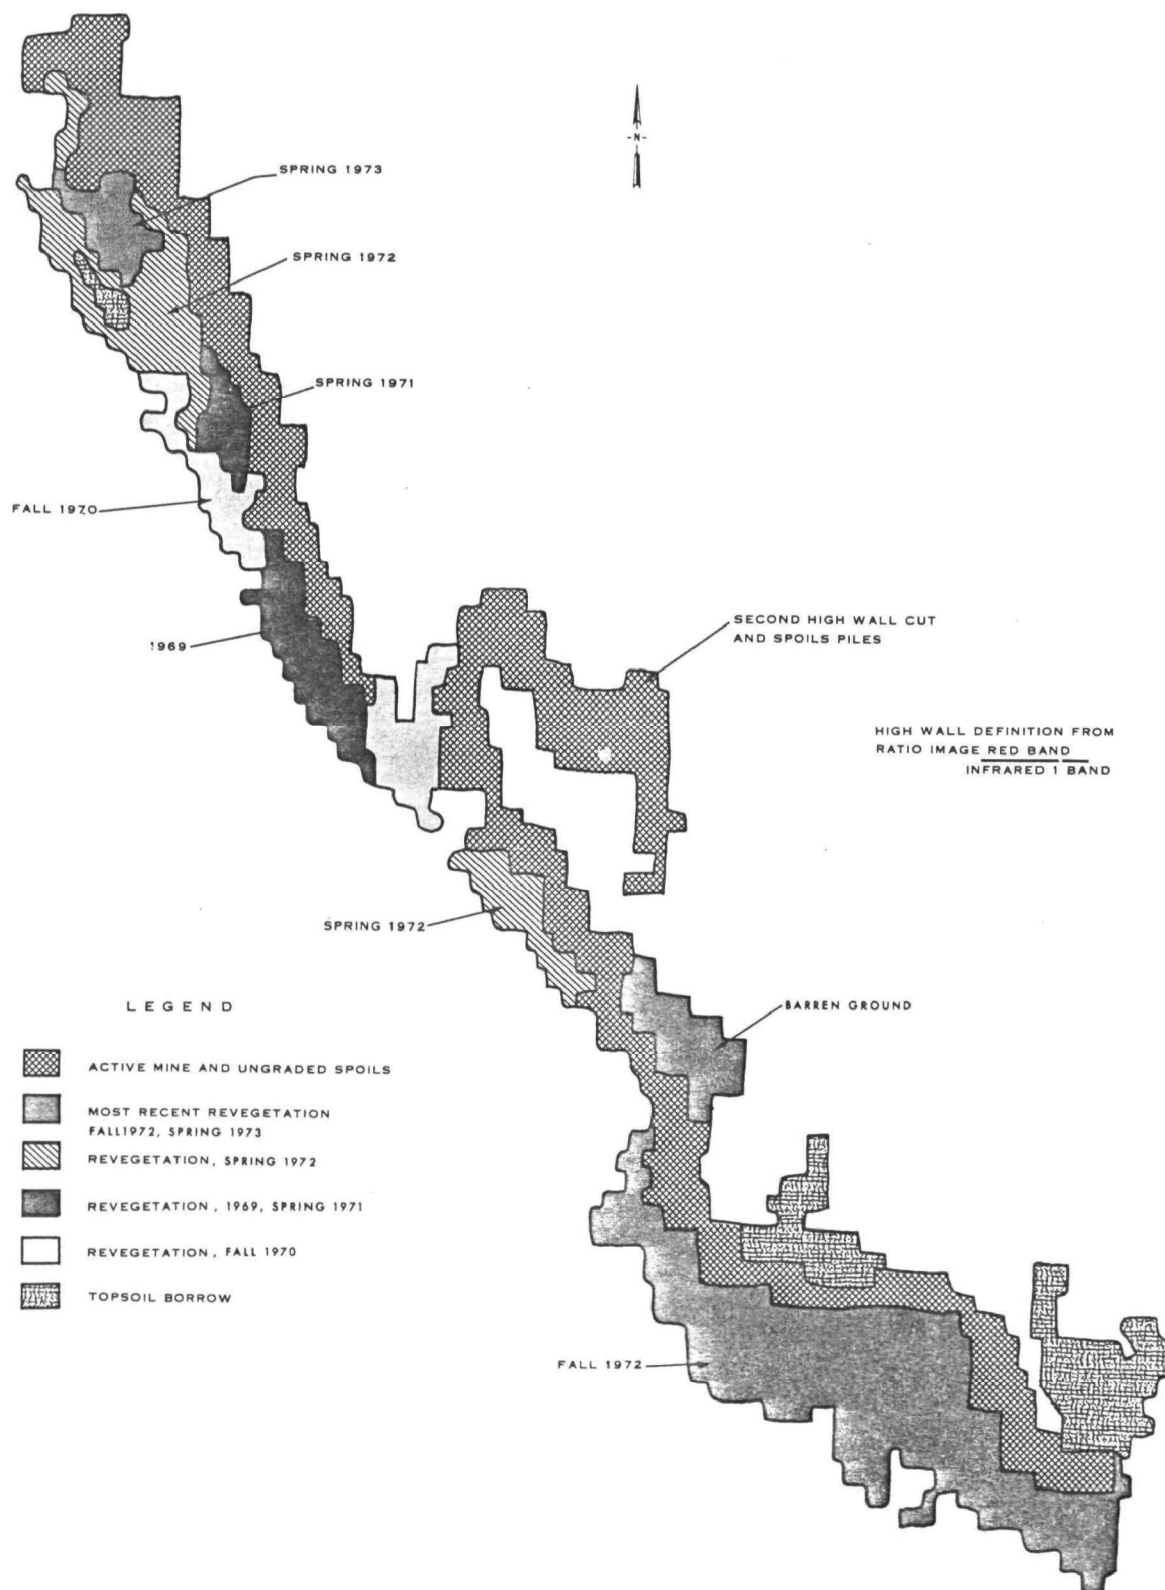 -N-
SPRING 1973
SPRING 1972
SPRING 1971
FALL 1970
1969
SECOND HIGH WALL CUT
AND SPOILS PILES
HIGH WALL DEFINITION FROM
RATIO IMAGE RED BAND
INFRARED 1 BAND
SPRING 1972
BARREN GROUND
LEGEND
ACTIVE MINE AND UNGRADED SPOILS
MOST RECENT REVEGETATION
FALL1972, SPRING 1973
REVEGETATION, SPRING 1972
REVEGETATION, 1969, SPRING 1971
REVEGETATION, FALL 1970
TOPSOIL BORROW
FALL 1972